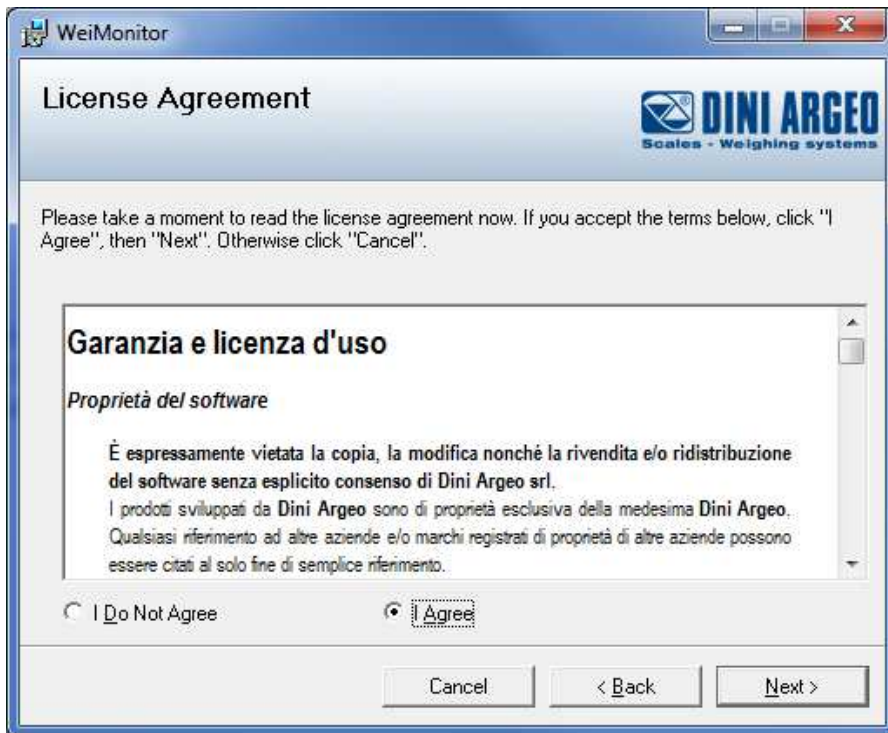 WeiMonitor
License Agreement
DINI ARGEO
Scales - Weighing systems
Please take a moment to read the license agreement now. If you accept the terms below, click "I
Agree", then "Next". Otherwise click "Cancel".
Garanzia e licenza d'uso
Proprietà del software
È espressamente vietata la copia, la modifica nonché la rivendita e/o ridistribuzione
del software senza esplicito consenso di Dini Argeo srl.
I prodotti sviluppati da Dini Argeo sono di proprietà esclusiva della medesima Dini Argeo.
Qualsiasi riferimento ad altre aziende e/o marchi registrati di proprietà di altre aziende possono
essere citati al solo fine di semplice riferimento.
I Do Not Agree
I Agree
Cancel
< Back
Next >